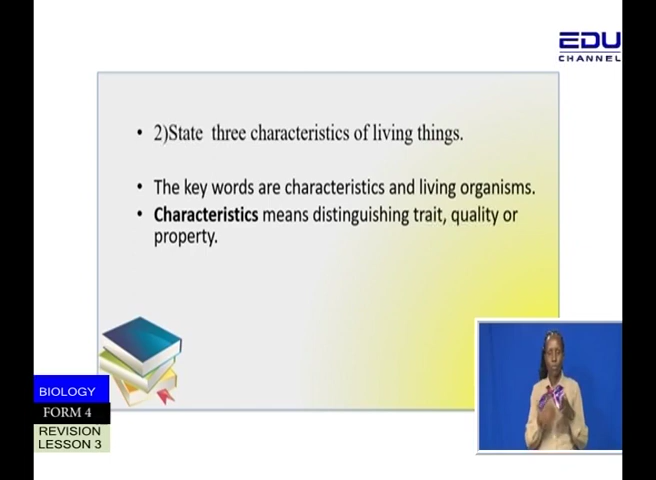 EDU
CHANNEL
• 2)State three characteristics of living things.
• The key words are characteristics and living organisms.
• Characteristics means distinguishing trait, quality or
property.
BIOLOGY
FORM 4
REVISION
LESSON 3